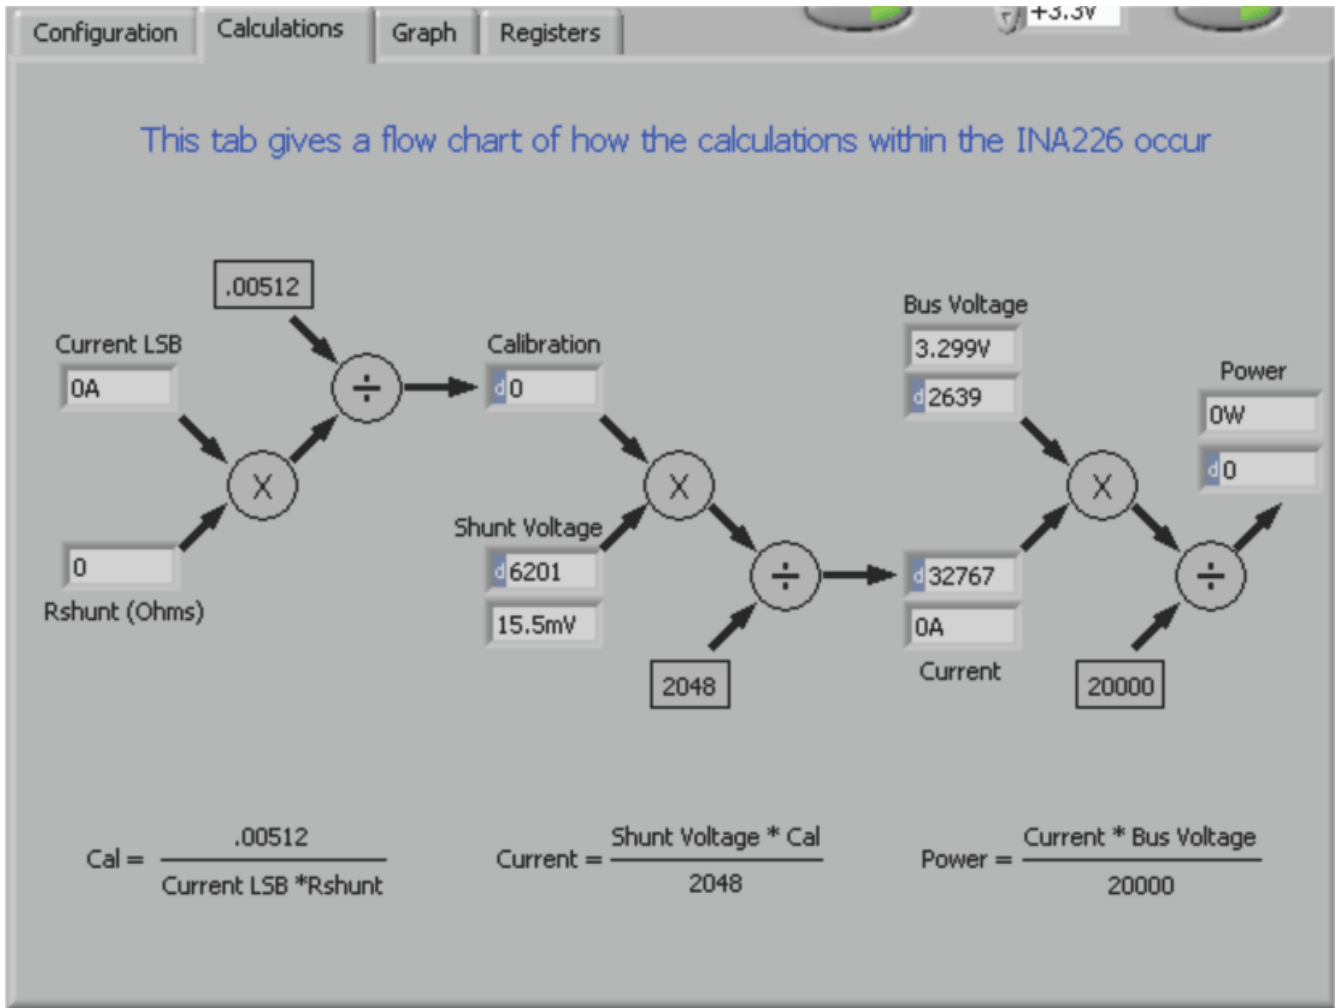 +3.3V
Configuration Calculations Graph Registers
This tab gives a flow chart of how the calculations within the INA226 occur
.00512
Bus Voltage
Current LSB
Calibration
3.299V
0A
÷
d 0
d 2639
Power
0W
X
X
X
d 0
Shunt Voltage
0
d 6201
÷
d 32767
÷
Rshunt (Ohms)
15.5mV
0A
Current
2048
20000
Cal = .00512 / Current LSB *Rshunt
Current = Shunt Voltage * Cal / 2048
Power = Current * Bus Voltage / 20000